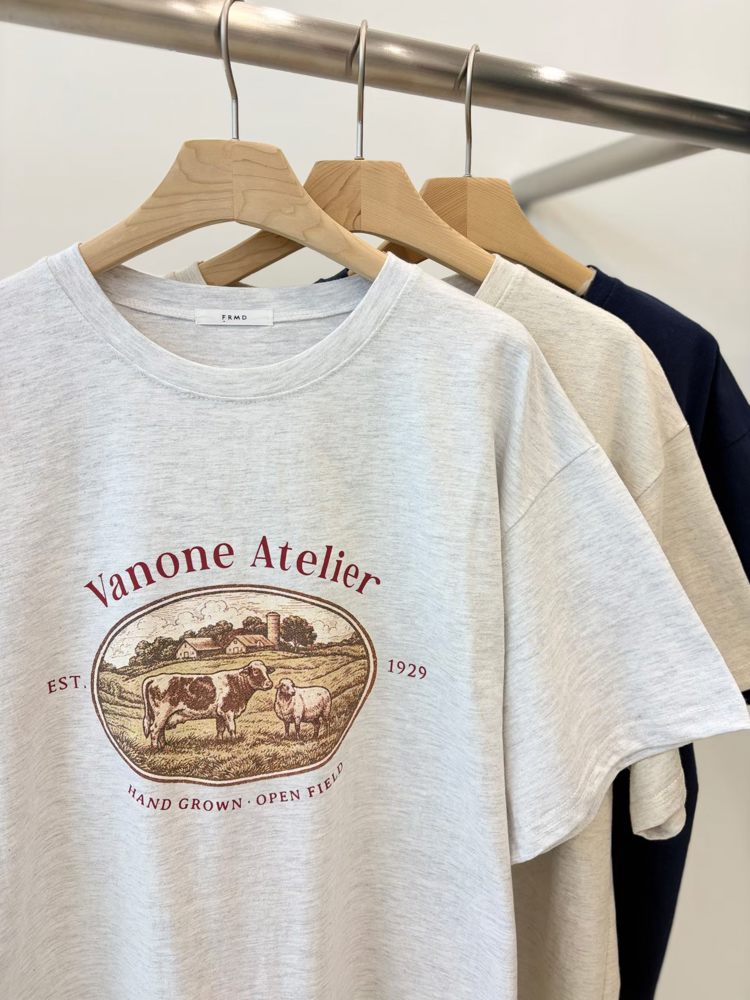 FRMD
Vanone Atelier
EST. 1929
HAND GROWN · OPEN FIELD